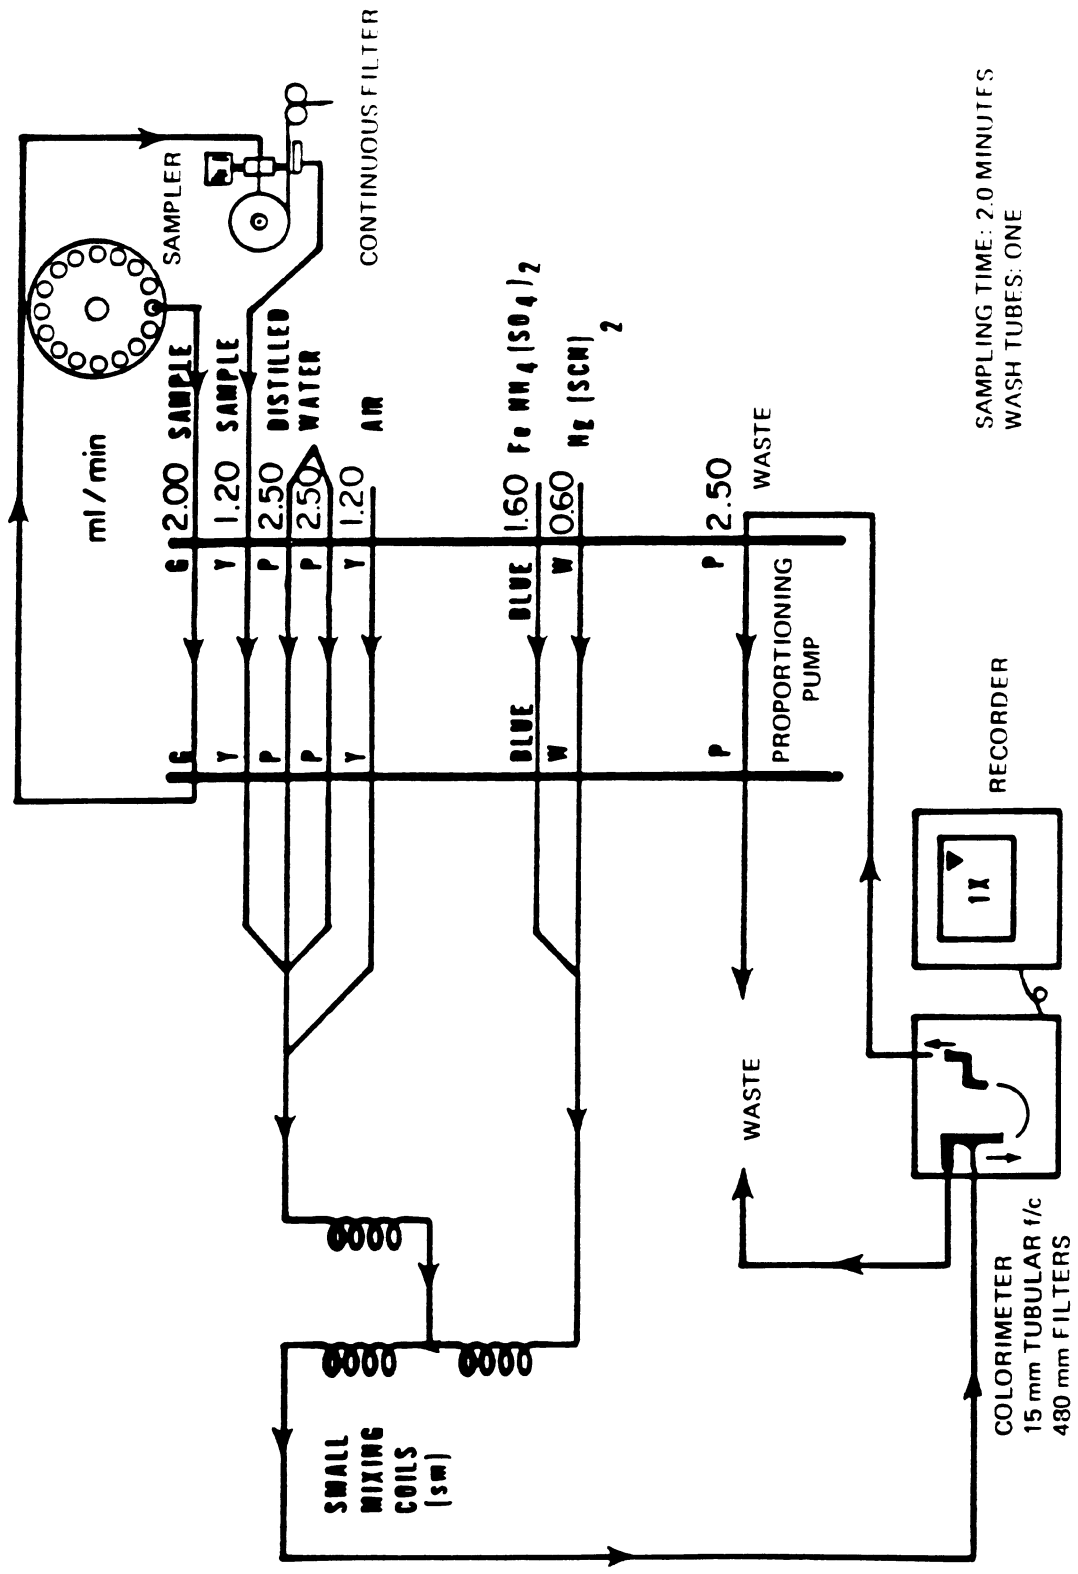 ml/min
G G 2.00 SAMPLE
SAMPLER
Y Y 1.20 SAMPLE
P P 2.50 DISTILLED
P P 2.50 WATER
Y Y 1.20 AIR
CONTINUOUS FILTER
SMALL
MIXING
COILS
(sm)
BLUE BLUE 1.60 Fe NH4(SO4)2
W W 0.60 Hg (SCN)2
P P 2.50
WASTE
WASTE
PROPORTIONING
PUMP
1X
RECORDER
COLORIMETER
15 mm TUBULAR f/c
480 mm FILTERS
SAMPLING TIME: 2.0 MINUTES
WASH TUBES: ONE